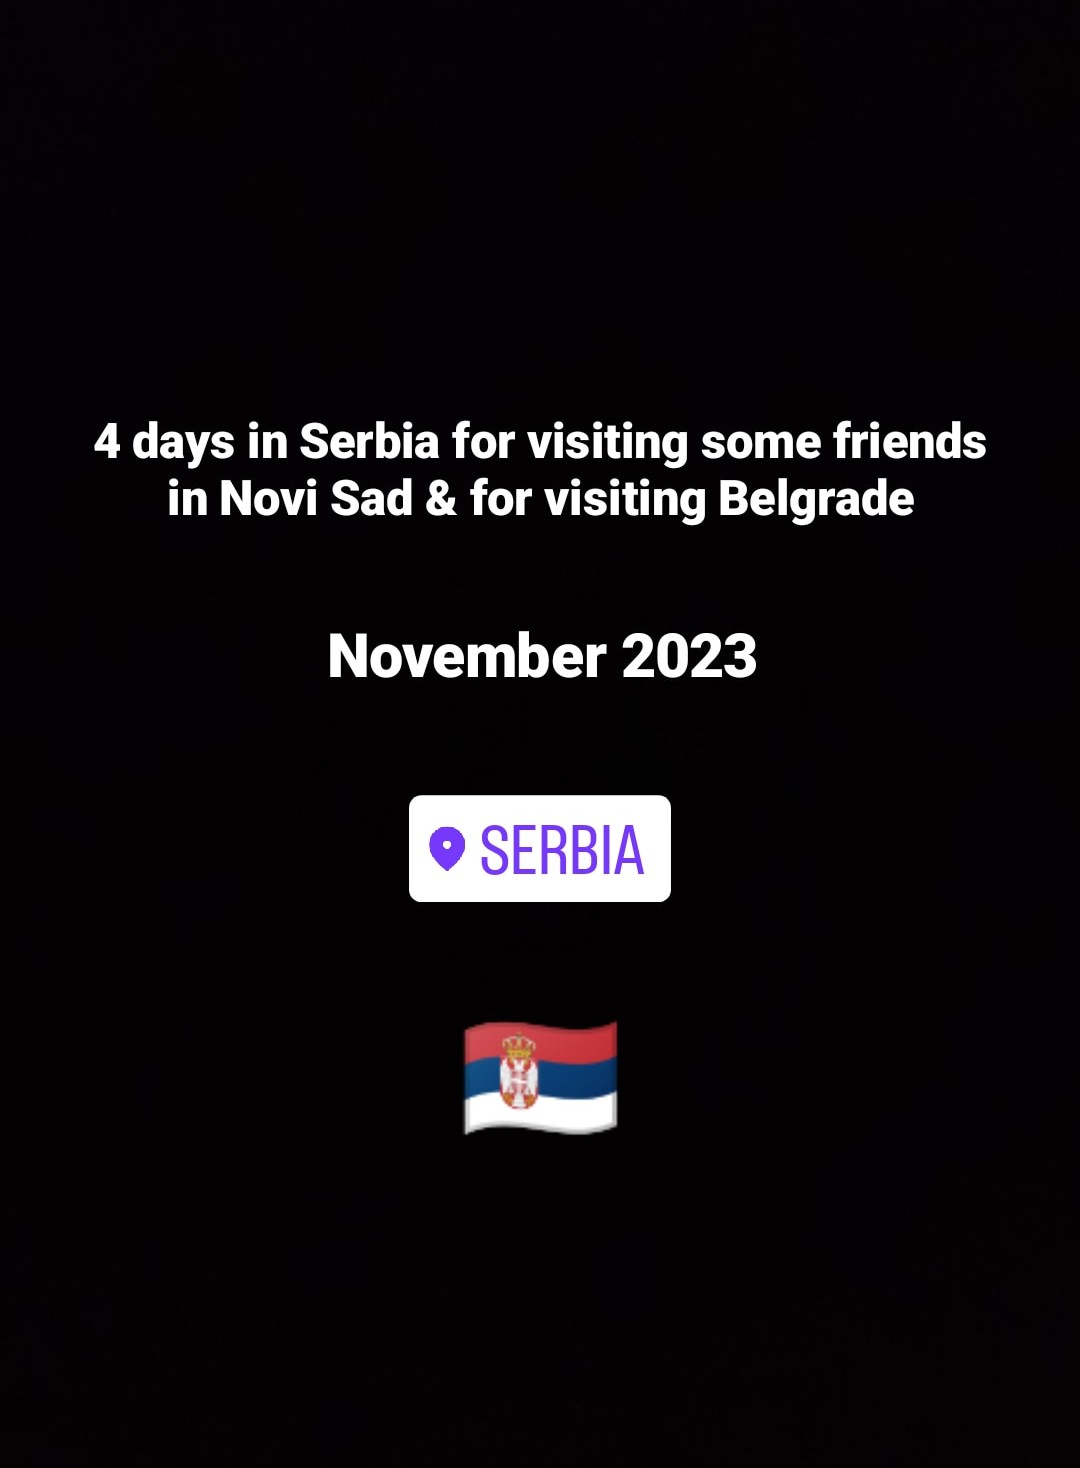 4 days in Serbia for visiting some friends
in Novi Sad & for visiting Belgrade
November 2023
SERBIA